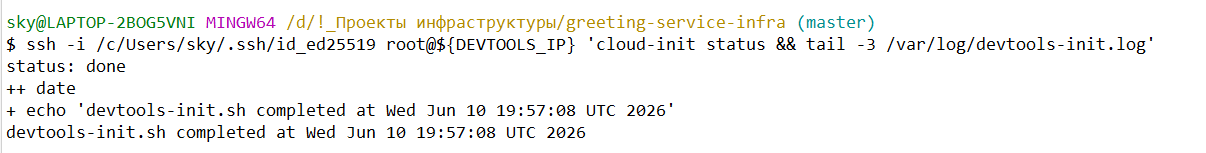 sky@LAPTOP-2BOG5VNI MINGW64 /d/!_Проекты инфраструктуры/greeting-service-infra (master)
$ ssh -i /c/Users/sky/.ssh/id_ed25519 root@${DEVTOOLS_IP} 'cloud-init status && tail -3 /var/log/devtools-init.log'
status: done
++ date
+ echo 'devtools-init.sh completed at Wed Jun 10 19:57:08 UTC 2026'
devtools-init.sh completed at Wed Jun 10 19:57:08 UTC 2026